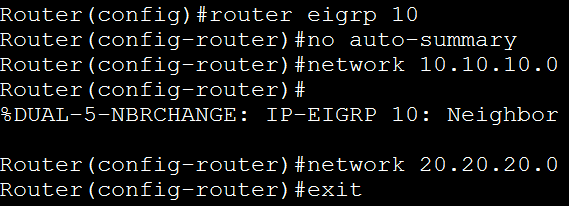 Router(config)#router eigrp 10
Router(config-router)#no auto-summary
Router(config-router)#network 10.10.10.0
Router(config-router)#
%DUAL-5-NBRCHANGE: IP-EIGRP 10: Neighbor
Router(config-router)#network 20.20.20.0
Router(config-router)#exit